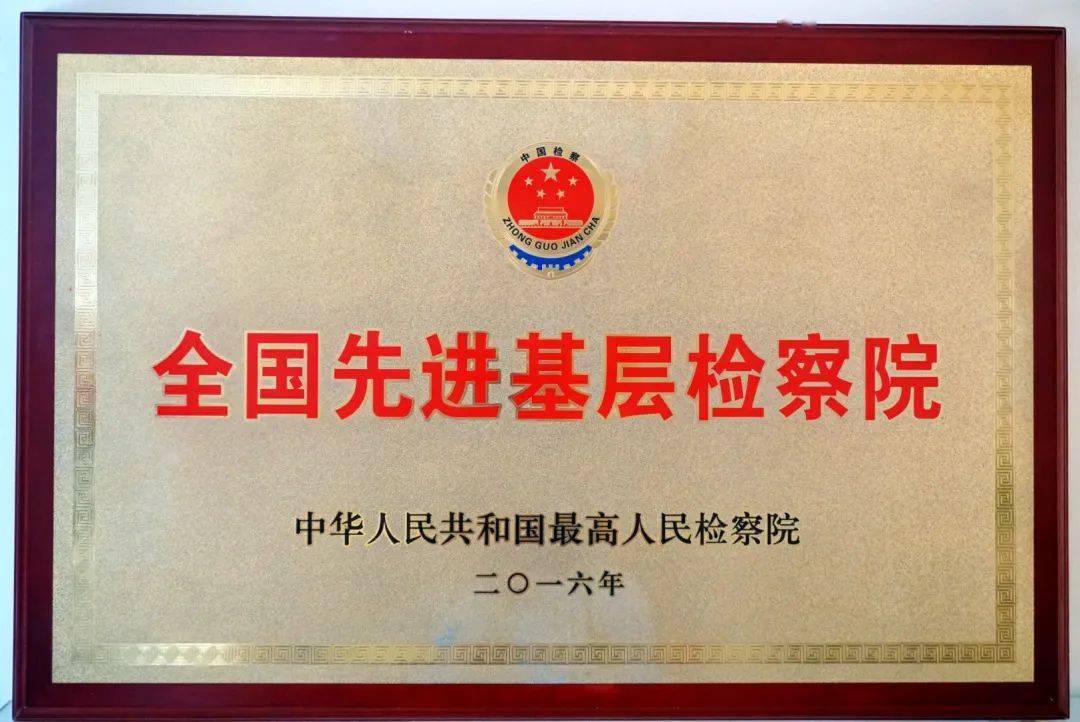 中国检察
ZHONG GUO JIAN CHA
全国先进基层检察院
中华人民共和国最高人民检察院
二〇一六年